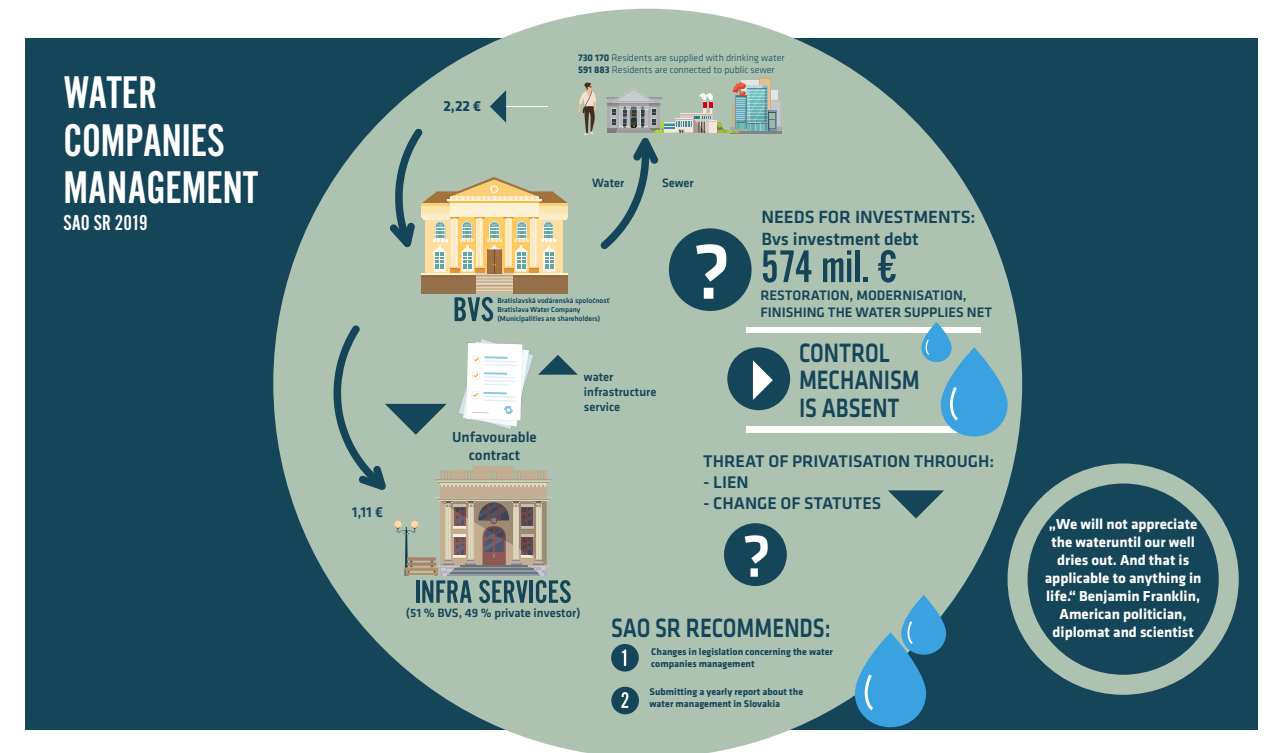 WATER
COMPANIES
MANAGEMENT
SAO SR 2019
730 170 Residents are supplied with drinking water
591 883 Residents are connected to public sewer
2,22 €
Water
Sewer
BVS
Bratislavská vodárenská spoločnosť
Bratislava Water Company
(Municipalities are shareholders)
water
infrastructure
service
Unfavourable
contract
1,11 €
INFRA SERVICES
(51 % BVS, 49 % private investor)
?
NEEDS FOR INVESTMENTS:
Bvs investment debt
574 mil. €
RESTORATION, MODERNISATION,
FINISHING THE WATER SUPPLIES NET
CONTROL
MECHANISM
IS ABSENT
THREAT OF PRIVATISATION THROUGH:
- LIEN
- CHANGE OF STATUTES
?
SAO SR RECOMMENDS:
1 Changes in legislation concerning the water
companies management
2 Submitting a yearly report about the
water management in Slovakia
„We will not appreciate
the wateruntil our well
dries out. And that is
applicable to anything in
life.“ Benjamin Franklin,
American politician,
diplomat and scientist